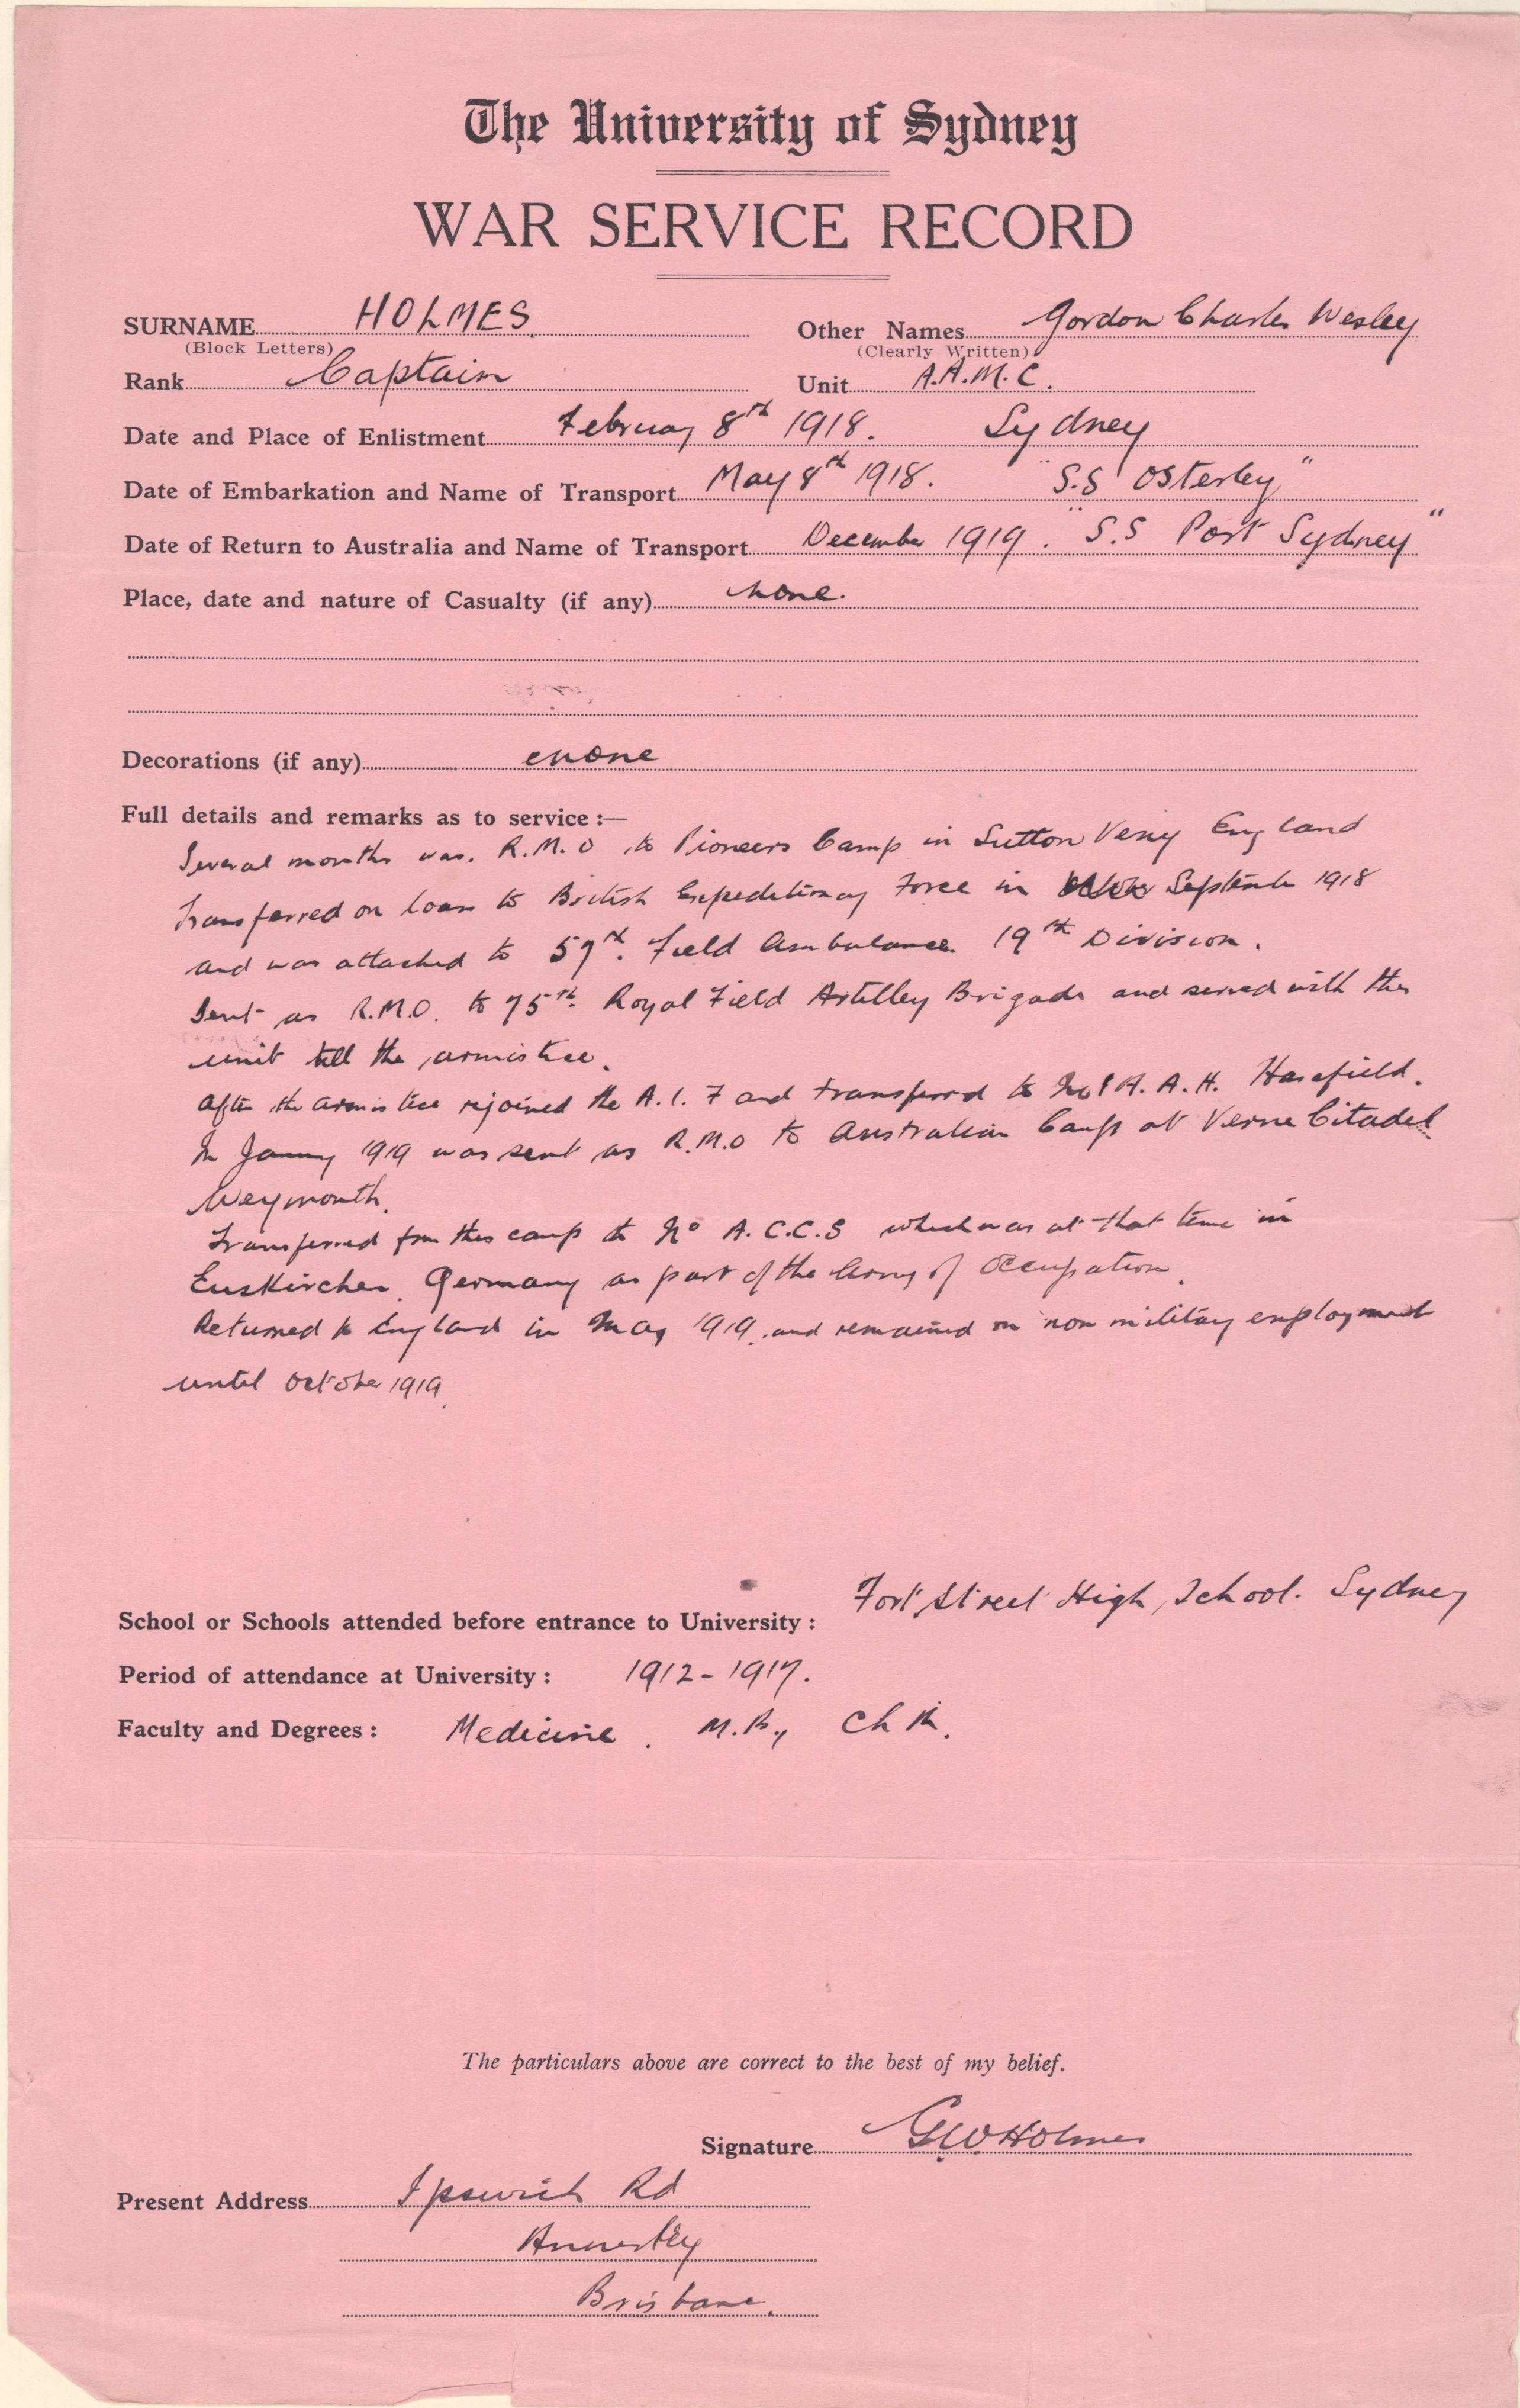 The University of Sydney
WAR SERVICE RECORD
SURNAME HOLMES Other Names Gordon Charles Wesley
(Block Letters) (Clearly Written)
Rank Captain Unit A.A.M.C.
Date and Place of Enlistment February 8th 1918. Sydney
Date of Embarkation and Name of Transport May 8th 1918. "S.S Osterley"
Date of Return to Australia and Name of Transport December 1919. "S.S Port Sydney"
Place, date and nature of Casualty (if any) none.
Decorations (if any) none
Full details and remarks as to service :—
Several months was. R.M.O to Pioneers Camp in Sutton Veny England
Transferred on loan to British Expeditionary Force in September 1918
and was attached to 57th. Field Ambulance. 19th Division.
Sent as R.M.O. to 75th. Royal Field Artilley Brigade and served with this
unit till the armistice.
After the armistice rejoined the A.I.F and transferred to No 1 A. A. H. Harefield.
In January 1919 was sent as R.M.O to Australian Camp at Verne Citadel
Weymouth.
Transferred from this camp to No A.C.C.S which was at that time in
Euskirchen. Germany as part of the Army of Occupation.
Returned to England in May 1919. and remained on non military employment
until October 1919.
School or Schools attended before entrance to University : Fort Street High School. Sydney
Period of attendance at University : 1912-1917.
Faculty and Degrees : Medicine. M.B., Ch M.
The particulars above are correct to the best of my belief.
Signature GCW Holmes
Present Address Ipswich Rd
Annerley
Brisbane.